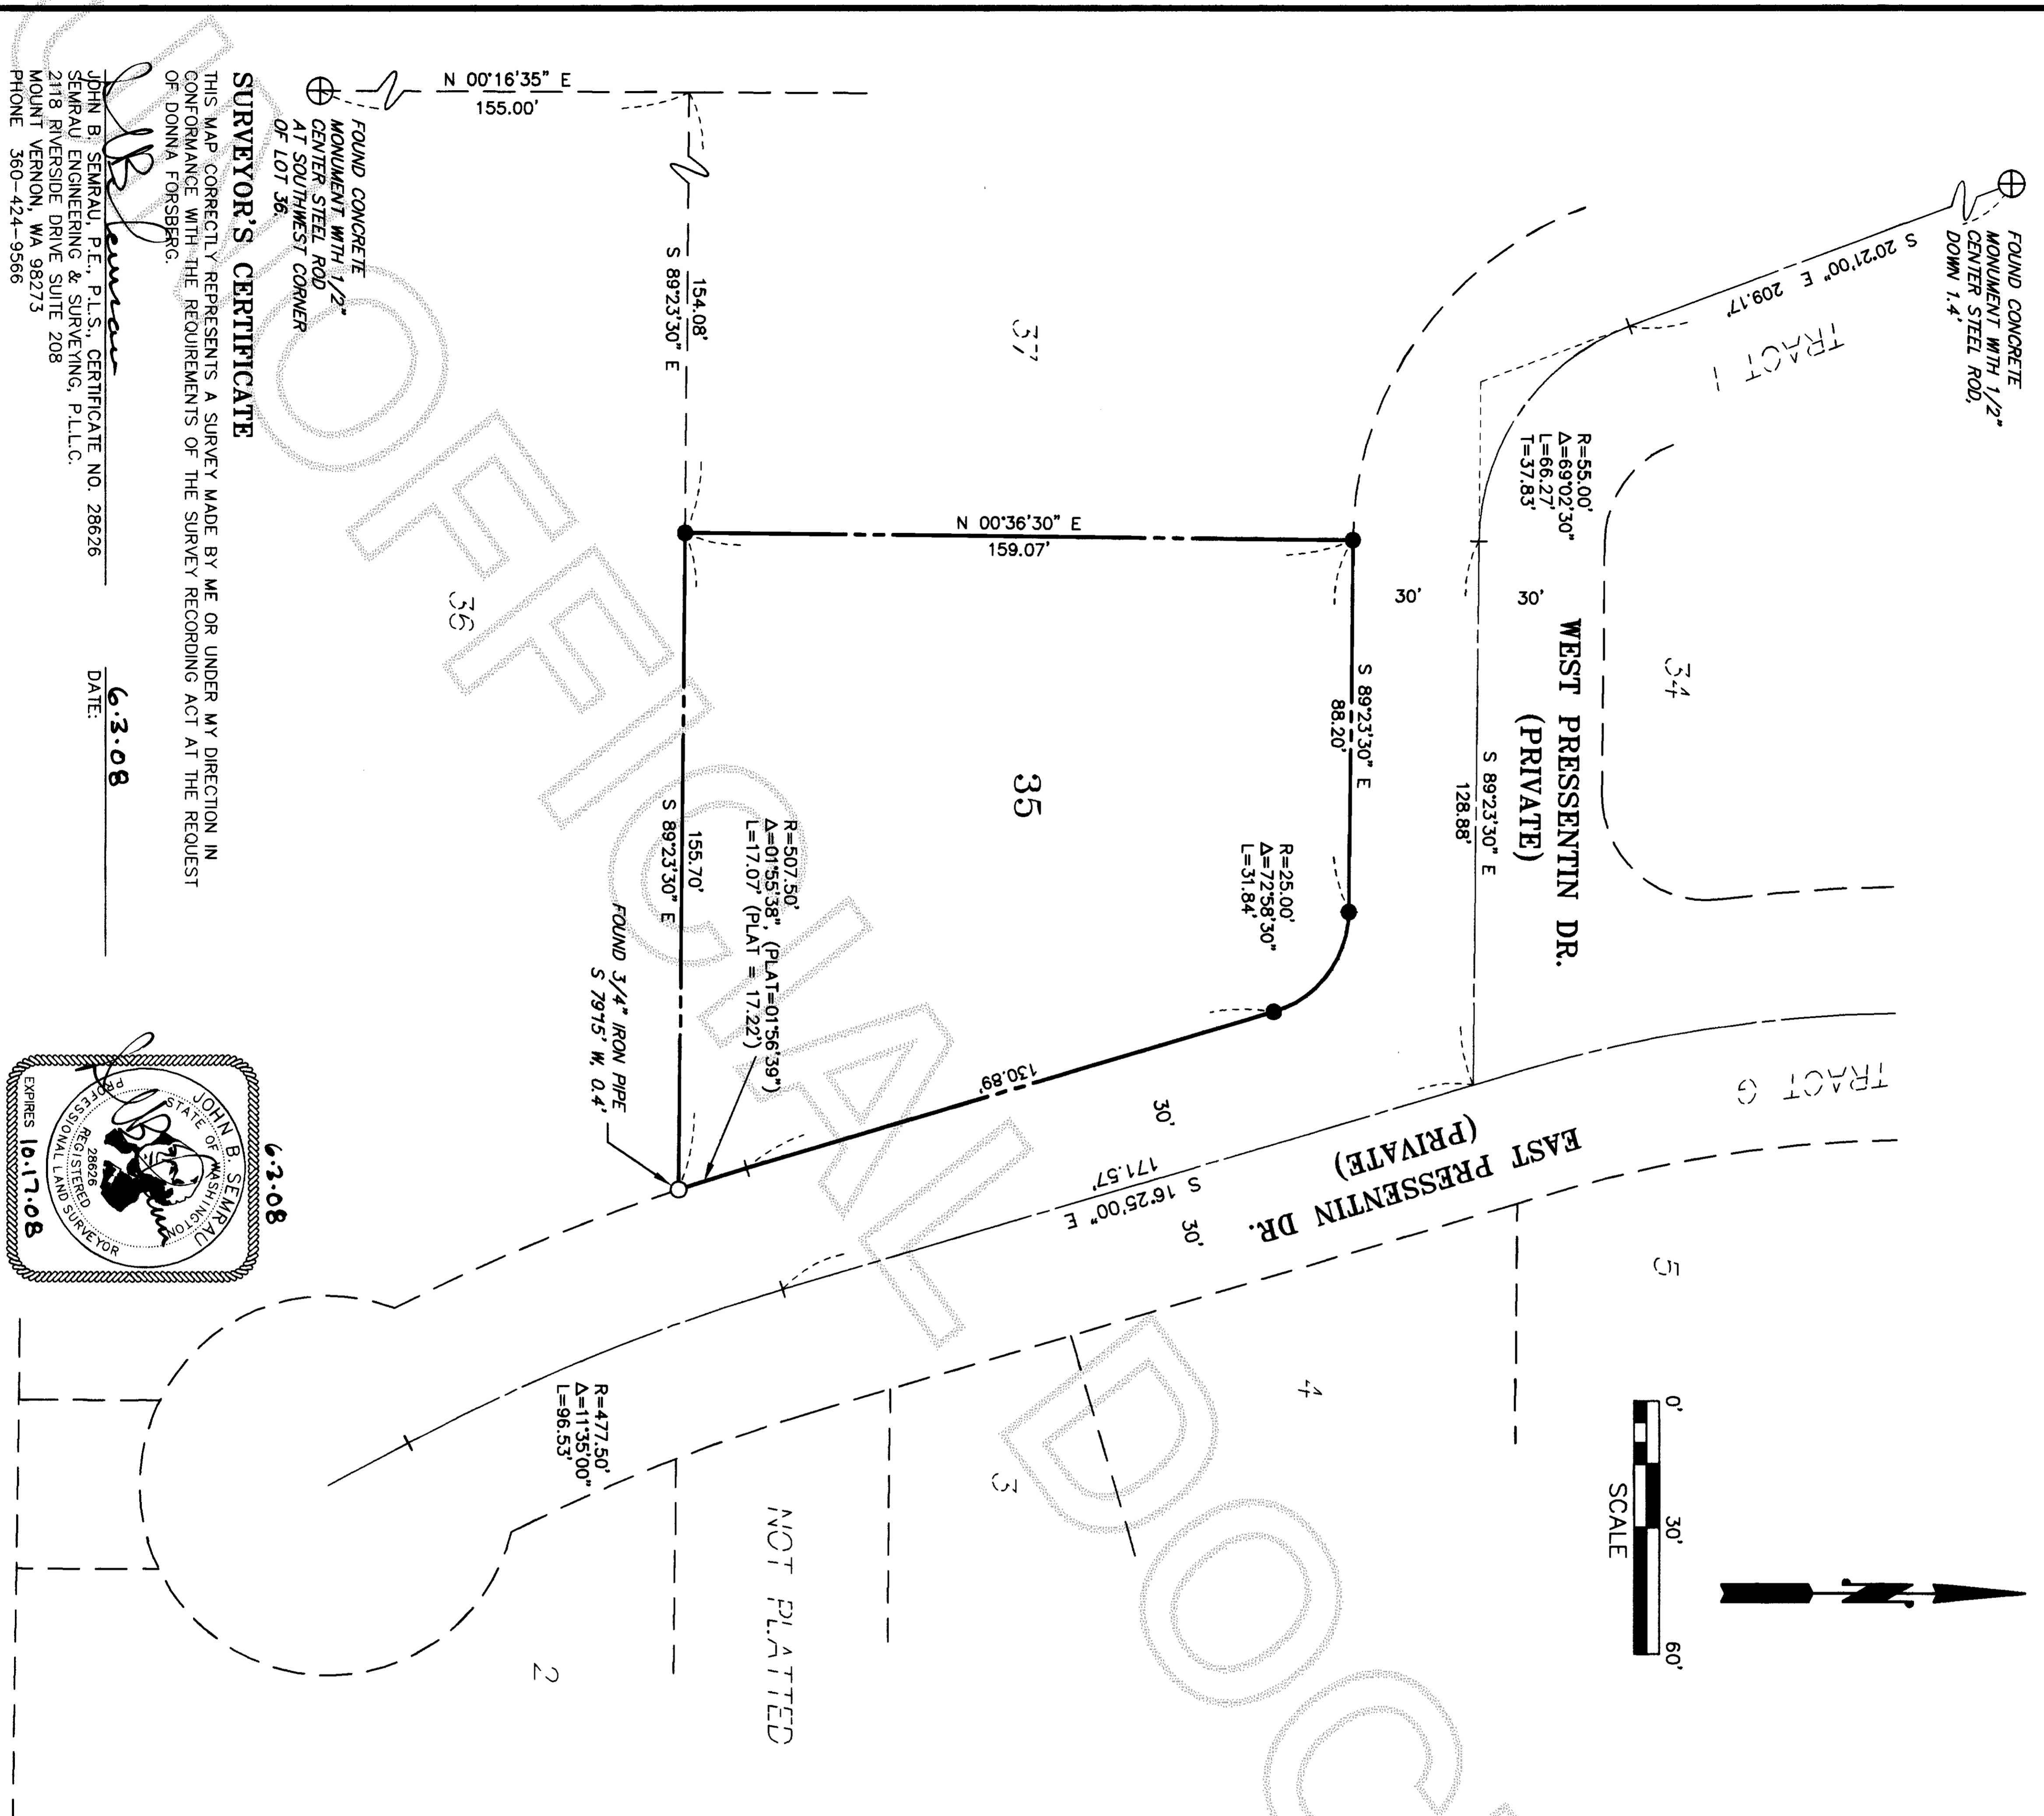 FOUND CONCRETE
MONUMENT WITH 1/2"
CENTER STEEL ROD,
DOWN 1.4'
S 20°21'00" E 209.17'
TRACT I
34
R=55.00'
Δ=69°02'30"
L=66.27'
T=37.83'
30'
30'
WEST PRESSENTIN DR.
(PRIVATE)
S 89°23'30" E
128.88'
TRACT G
5
0' 30' 60'
SCALE
S 89°23'30" E
88.20'
R=25.00'
Δ=72°58'30"
L=31.84'
EAST PRESSENTIN DR.
(PRIVATE)
30'
30'
S 16°25'00" E
171.57'
4
37
N 00°36'30" E
159.07'
35
130.89'
3
154.08'
S 89°23'30" E
R=507.50'
Δ=01°55'38", (PLAT=01°56'39")
L=17.07' (PLAT = 17.22')
155.70'
S 89°23'30" E
FOUND 3/4" IRON PIPE
S 79°15' W, 0.4'
NOT PLATTED
N 00°16'35" E
155.00'
36
R=477.50'
Δ=11°35'00"
L=96.53'
2
FOUND CONCRETE
MONUMENT WITH 1/2"
CENTER STEEL ROD
AT SOUTHWEST CORNER
OF LOT 36.
SURVEYOR'S CERTIFICATE
THIS MAP CORRECTLY REPRESENTS A SURVEY MADE BY ME OR UNDER MY DIRECTION IN
CONFORMANCE WITH THE REQUIREMENTS OF THE SURVEY RECORDING ACT AT THE REQUEST
OF DONNA FORSBERG.
6.3.08
JOHN B. SEMRAU, P.E., P.L.S., CERTIFICATE NO. 28626
DATE:
SEMRAU ENGINEERING & SURVEYING, P.L.L.C.
2118 RIVERSIDE DRIVE SUITE 208
MOUNT VERNON, WA 98273
PHONE 360-424-9566
6.3.08
JOHN B. SEMRAU
STATE OF WASHINGTON
28626
REGISTERED
PROFESSIONAL LAND SURVEYOR
EXPIRES 10.17.08
UNOFFICIAL DOC